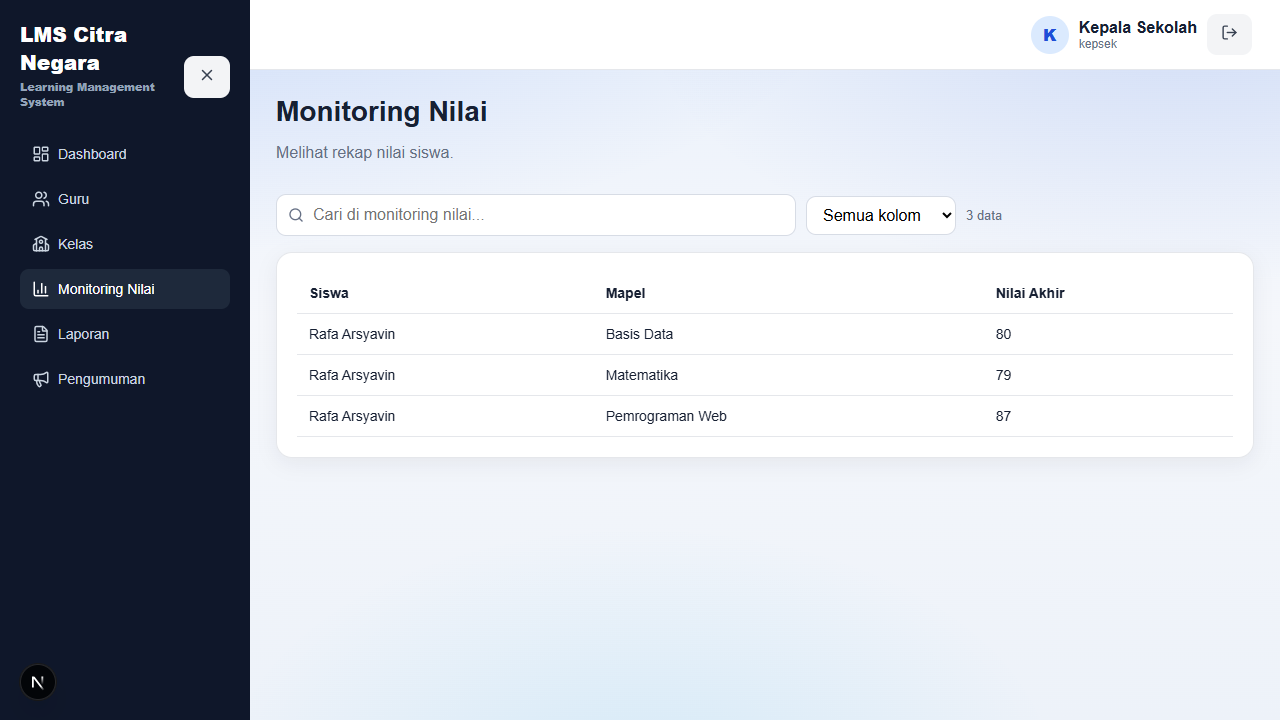 LMS Citra
Negara
Learning Management
System
Dashboard
Guru
Kelas
Monitoring Nilai
Laporan
Pengumuman
N
K
Kepala Sekolah
kepsek
Monitoring Nilai
Melihat rekap nilai siswa.
Cari di monitoring nilai...
Semua kolom
3 data
Siswa Mapel Nilai Akhir
Rafa Arsyavin Basis Data 80
Rafa Arsyavin Matematika 79
Rafa Arsyavin Pemrograman Web 87